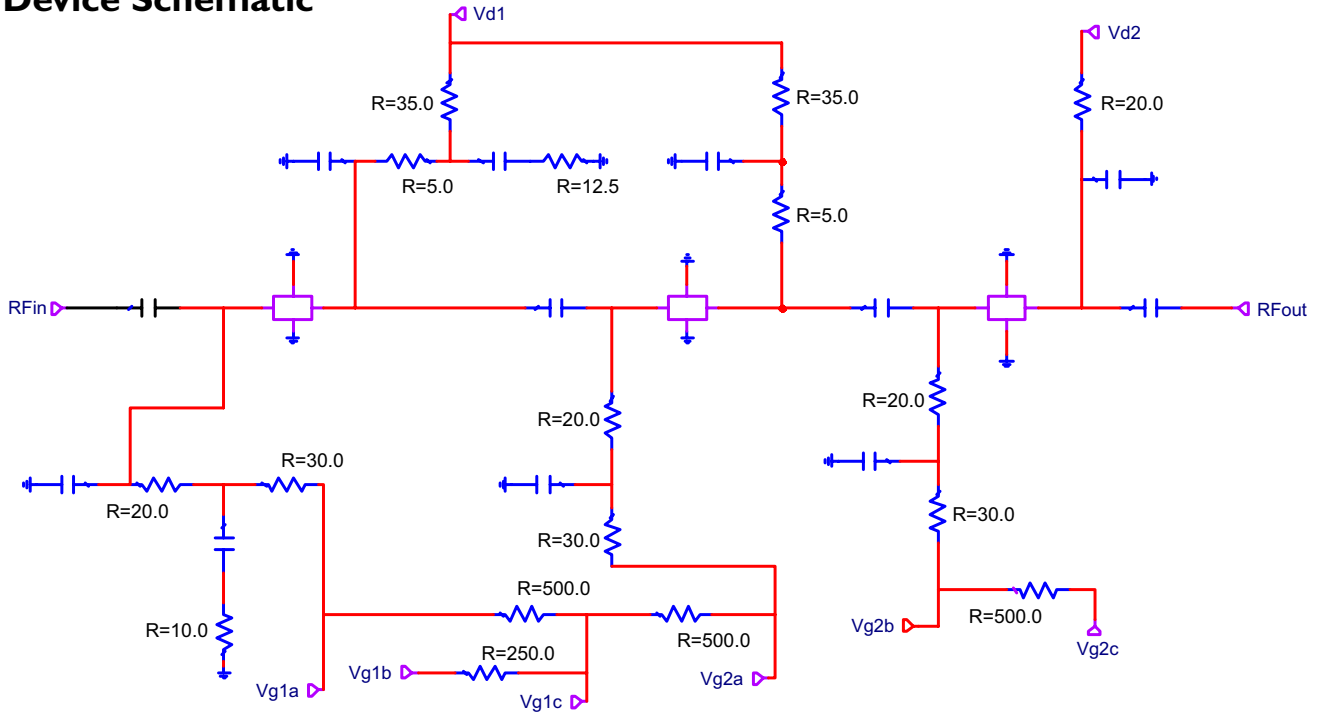 Device Schematic
Vd1
Vd2
R=35.0
R=35.0
R=20.0
R=5.0
R=12.5
R=5.0
RFin
RFout
R=20.0
R=20.0
R=30.0
R=20.0
R=30.0
R=30.0
R=500.0
R=500.0
R=10.0
R=500.0
Vg2b
Vg2c
R=250.0
Vg1b
Vg2a
Vg1a
Vg1c